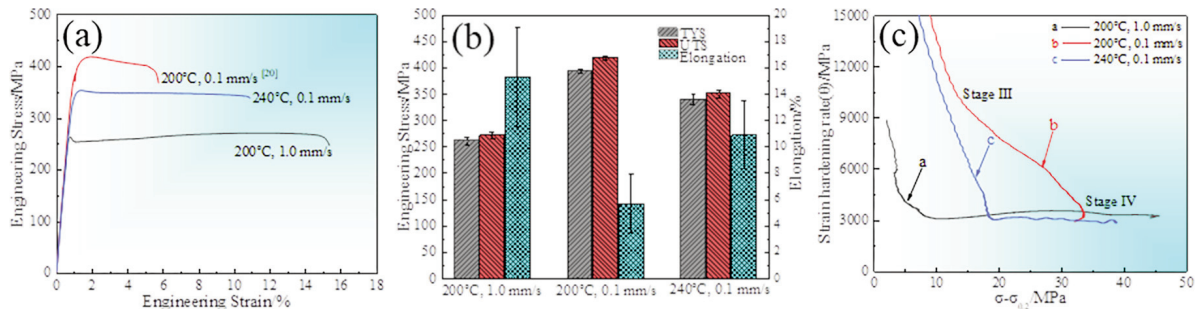 (a)
Engineering Stress/MPa
500
400
300
200
100
0
200°C, 0.1 mm/s [20]
240°C, 0.1 mm/s
200°C, 1.0 mm/s
0 2 4 6 8 10 12 14 16 18
Engineering Strain/%
(b)
Engineering Stress/MPa
500
450
400
350
300
250
200
150
100
50
0
TYS
UTS
Elongation
20
18
16
14
12
10
8
6
4
2
0
Elongation/%
200°C, 1.0 mm/s 200°C, 0.1 mm/s 240°C, 0.1 mm/s
(c)
Strain hardening rate(θ)/MPa
15000
12000
9000
6000
3000
0
a 200°C, 1.0 mm/s
b 200°C, 0.1 mm/s
c 240°C, 0.1 mm/s
Stage III
b
c
a
Stage IV
0 10 20 30 40 50
σ-σ0.2/MPa